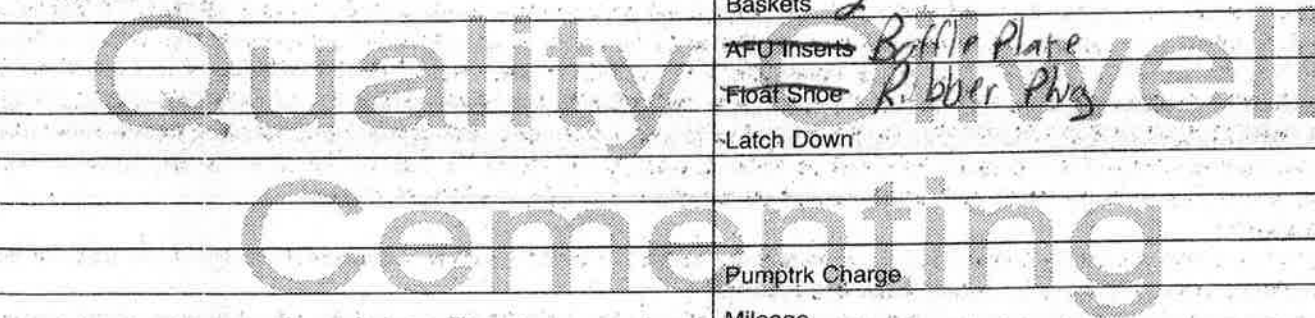 Baskets
AFU Inserts Baffle Plate
Float Shoe Rubber Plug
Quality Oilwell
Latch Down
Cementing
Pumptrk Charge
Mileage